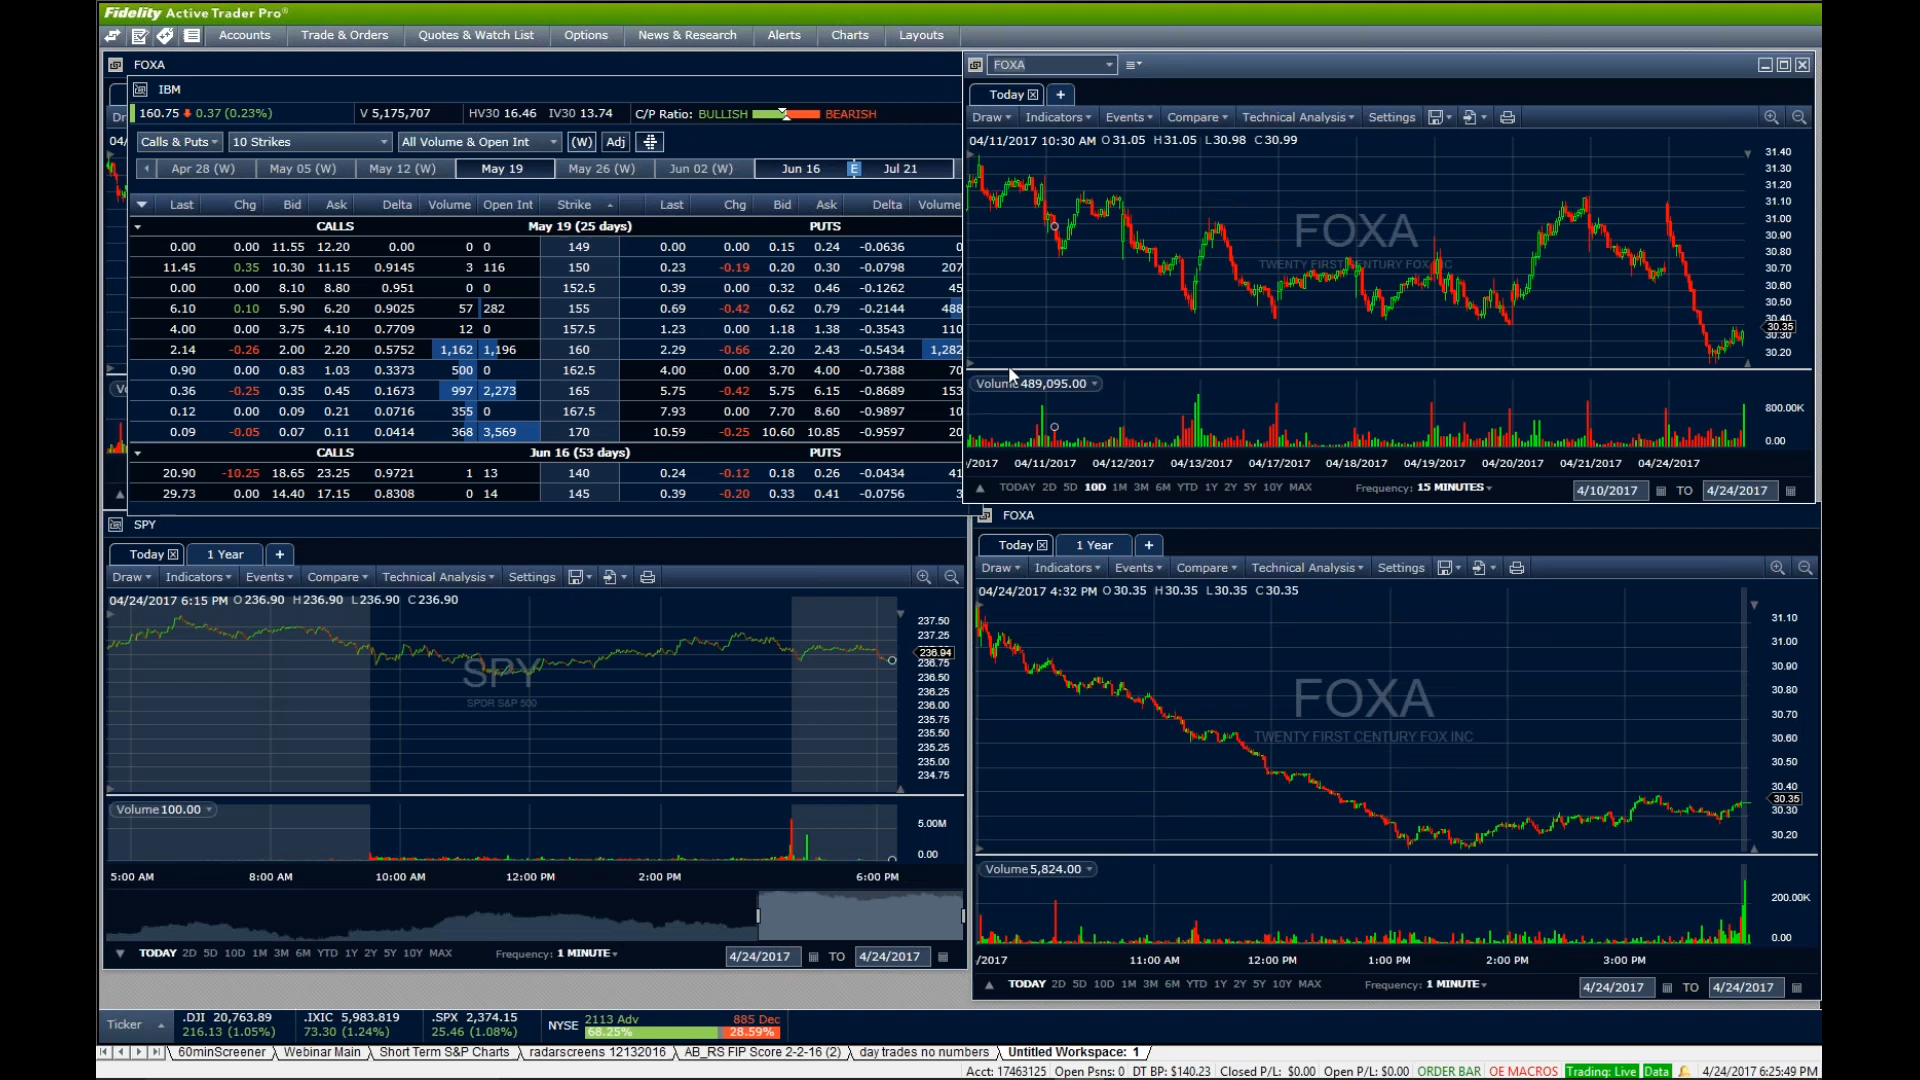 Fidelity Active Trader Pro®
Accounts Trade & Orders Quotes & Watch List Options News & Research Alerts Charts Layouts
FOXA
IBM
160.75 0.37 (0.23%) V 5,175,707 HV30 16.46 IV30 13.74 C/P Ratio: BULLISH BEARISH
Calls & Puts 10 Strikes All Volume & Open Int (W) Adj
Apr 28 (W) May 05 (W) May 12 (W) May 19 May 26 (W) Jun 02 (W) Jun 16 E Jul 21
Last Chg Bid Ask Delta Volume Open Int Strike Last Chg Bid Ask Delta Volume
CALLS May 19 (25 days) PUTS
0.00 0.00 11.55 12.20 0.00 0 0 149 0.00 0.00 0.15 0.24 -0.0636 0
11.45 0.35 10.30 11.15 0.9145 3 116 150 0.23 -0.19 0.20 0.30 -0.0798 207
0.00 0.00 8.10 8.80 0.951 0 0 152.5 0.39 0.00 0.32 0.46 -0.1262 45
6.10 0.10 5.90 6.20 0.9025 57 282 155 0.69 -0.42 0.62 0.79 -0.2144 488
4.00 0.00 3.75 4.10 0.7709 12 0 157.5 1.23 0.00 1.18 1.38 -0.3543 110
2.14 -0.26 2.00 2.20 0.5752 1,162 1,196 160 2.29 -0.66 2.20 2.43 -0.5434 1,282
0.90 0.00 0.83 1.03 0.3373 500 0 162.5 4.00 0.00 3.70 4.00 -0.7388 70
0.36 -0.25 0.35 0.45 0.1673 997 2,273 165 5.75 -0.42 5.75 6.15 -0.8689 153
0.12 0.00 0.09 0.21 0.0716 355 0 167.5 7.93 0.00 7.70 8.60 -0.9897 10
0.09 -0.05 0.07 0.11 0.0414 368 3,569 170 10.59 -0.25 10.60 10.85 -0.9597 20
CALLS Jun 16 (53 days) PUTS
20.90 -10.25 18.65 23.25 0.9721 1 13 140 0.24 -0.12 0.18 0.26 -0.0434 41
29.73 0.00 14.40 17.15 0.8308 0 14 145 0.39 -0.20 0.33 0.41 -0.0756 3
FOXA
Today +
Draw Indicators Events Compare Technical Analysis Settings
04/11/2017 10:30 AM O 31.05 H 31.05 L 30.98 C 30.99
FOXA
TWENTY FIRST CENTURY FOX INC
31.40
31.30
31.20
31.10
31.00
30.90
30.80
30.70
30.60
30.50
30.40
30.35
30.30
30.20
Volume 489,095.00
800.00K
0.00
/2017 04/11/2017 04/12/2017 04/13/2017 04/17/2017 04/18/2017 04/19/2017 04/20/2017 04/21/2017 04/24/2017
TODAY 2D 5D 10D 1M 3M 6M YTD 1Y 2Y 5Y 10Y MAX Frequency: 15 MINUTES 4/10/2017 TO 4/24/2017
SPY
Today 1 Year +
Draw Indicators Events Compare Technical Analysis Settings
04/24/2017 6:15 PM O 236.90 H 236.90 L 236.90 C 236.90
SPY
SPDR S&P 500
237.50
237.25
236.94
236.75
236.50
236.25
236.00
235.75
235.50
235.25
235.00
234.75
Volume 100.00
5.00M
0.00
5:00 AM 8:00 AM 10:00 AM 12:00 PM 2:00 PM 6:00 PM
TODAY 2D 5D 10D 1M 3M 6M YTD 1Y 2Y 5Y 10Y MAX Frequency: 1 MINUTE 4/24/2017 TO 4/24/2017
FOXA
Today 1 Year +
Draw Indicators Events Compare Technical Analysis Settings
04/24/2017 4:32 PM O 30.35 H 30.35 L 30.35 C 30.35
FOXA
TWENTY FIRST CENTURY FOX INC
31.10
31.00
30.90
30.80
30.70
30.60
30.50
30.40
30.35
30.30
30.20
Volume 5,824.00
200.00K
0.00
/2017 11:00 AM 12:00 PM 1:00 PM 2:00 PM 3:00 PM
TODAY 2D 5D 10D 1M 3M 6M YTD 1Y 2Y 5Y 10Y MAX Frequency: 1 MINUTE 4/24/2017 TO 4/24/2017
Ticker .DJI 20,763.89 .IXIC 5,983.819 .SPX 2,374.15 NYSE 2113 Adv 885 Dec
216.13 (1.05%) 73.30 (1.24%) 25.46 (1.08%) 68.25% 28.59%
60minScreener Webinar Main Short Term S&P Charts radarscreens 12132016 AB_RS FIP Score 2-2-16 (2) day trades no numbers Untitled Workspace: 1
Acct: 17463125 Open Psns: 0 DT BP: $140.23 Closed P/L: $0.00 Open P/L: $0.00 ORDER BAR OE MACROS Trading: Live Data 4/24/2017 6:25:49 PM